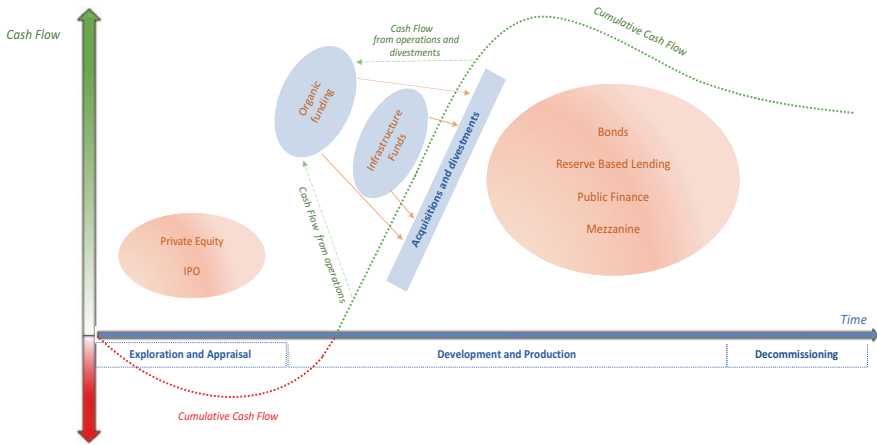 Cash Flow
Cash Flow
from operations and
divestments
Cumulative Cash Flow
Organic
funding
Infrastructure
Funds
Acquisitions and divestments
Bonds
Reserve Based Lending
Public Finance
Mezzanine
Private Equity
IPO
Cash Flow from operations
Time
Exploration and Appraisal
Development and Production
Decommissioning
Cumulative Cash Flow